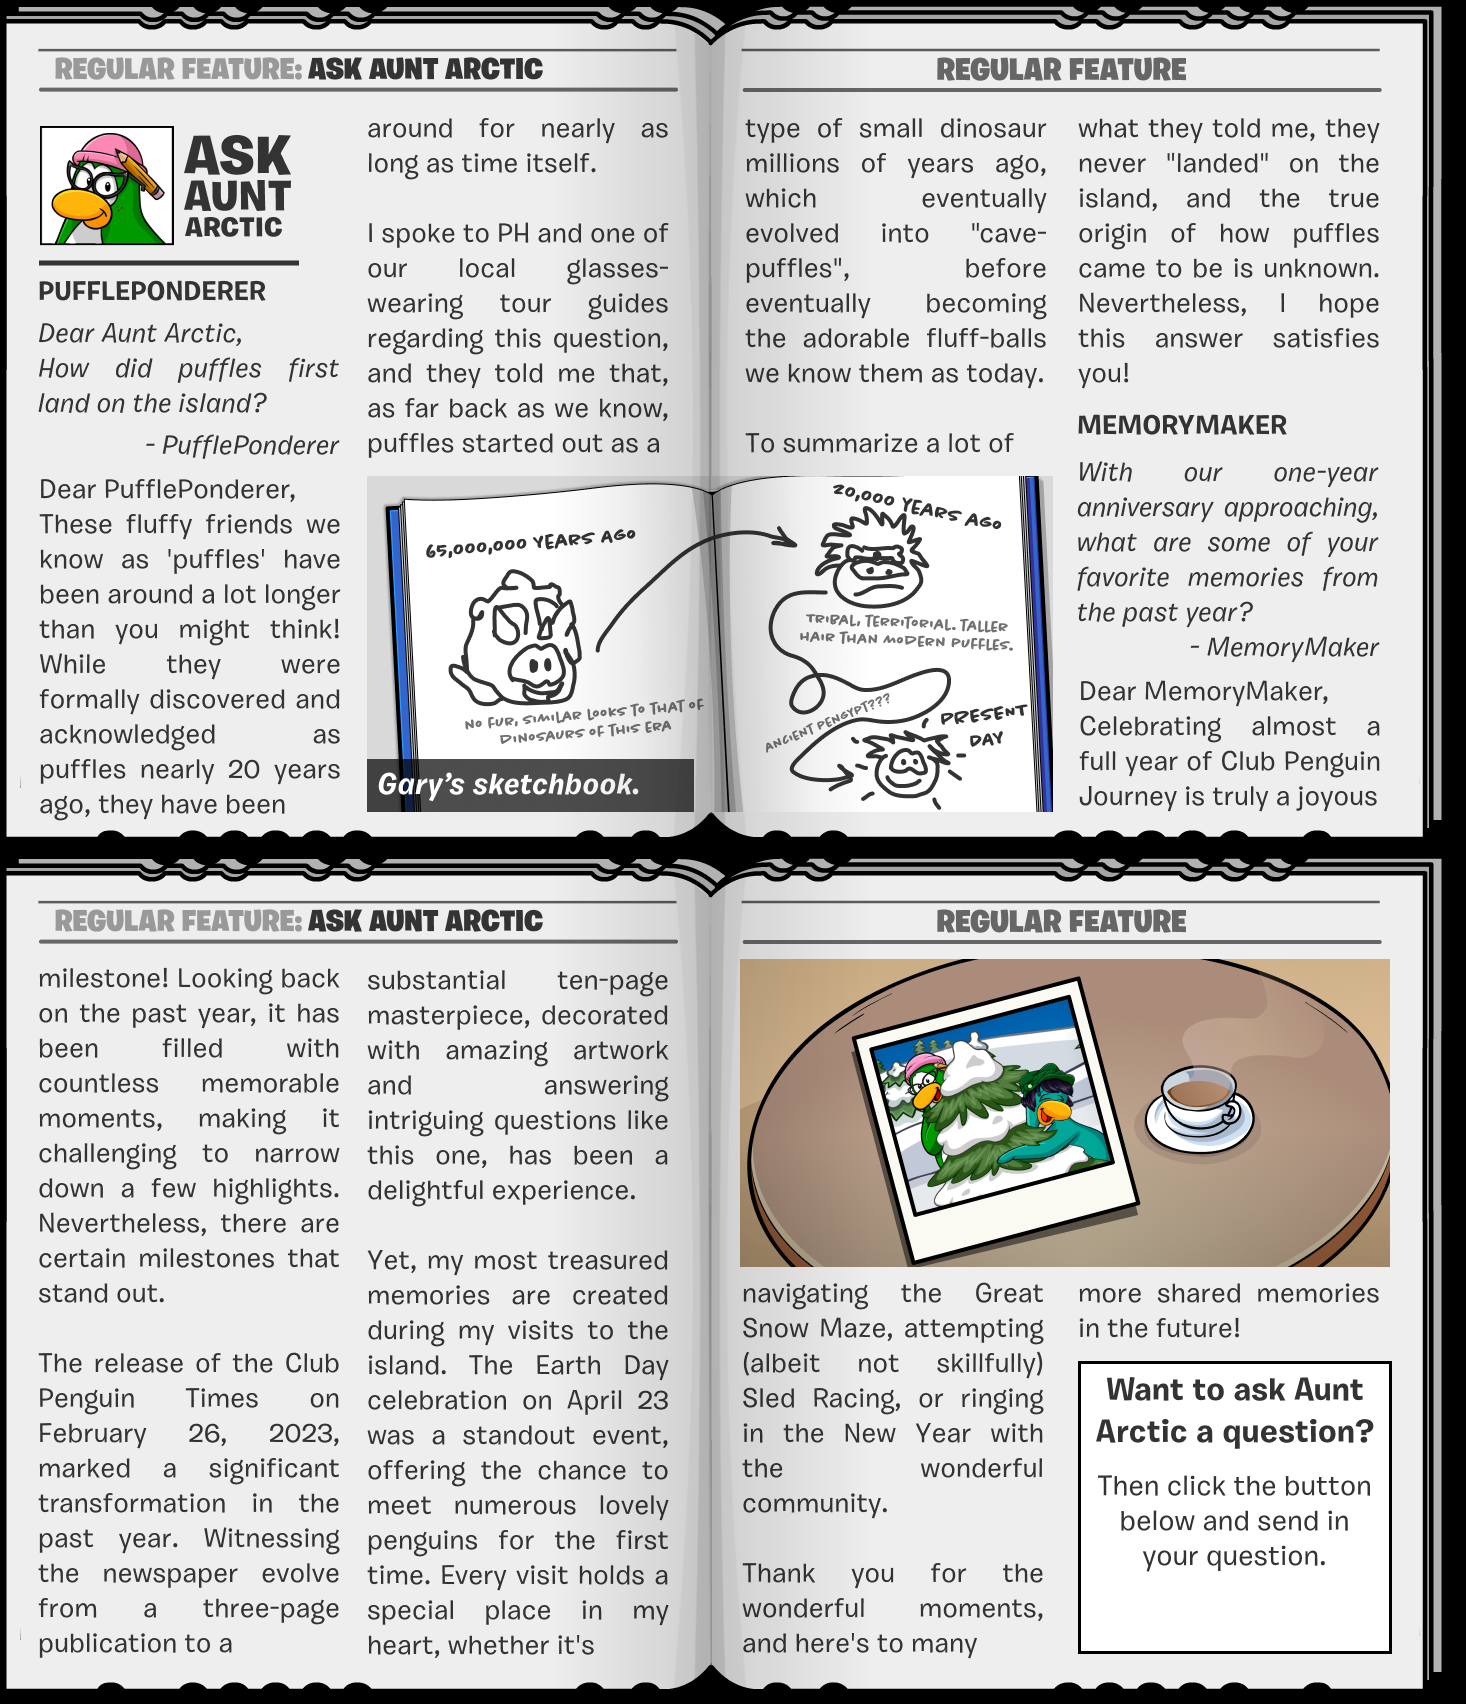 REGULAR FEATURE: ASK AUNT ARCTIC
ASK
AUNT
ARCTIC
PUFFLEPONDERER
Dear Aunt Arctic,
How did puffles first
land on the island?
- PufflePonderer
Dear PufflePonderer,
These fluffy friends we
know as 'puffles' have
been around a lot longer
than you might think!
While they were
formally discovered and
acknowledged as
puffles nearly 20 years
ago, they have been
around for nearly as
long as time itself.
I spoke to PH and one of
our local glasses-
wearing tour guides
regarding this question,
and they told me that,
as far back as we know,
puffles started out as a
65,000,000 YEARS AGO
NO FUR, SIMILAR LOOKS TO THAT OF
DINOSAURS OF THIS ERA
Gary's sketchbook.
REGULAR FEATURE
type of small dinosaur
millions of years ago,
which eventually
evolved into "cave-
puffles", before
eventually becoming
the adorable fluff-balls
we know them as today.
To summarize a lot of
20,000 YEARS AGO
TRIBAL, TERRITORIAL. TALLER
HAIR THAN MODERN PUFFLES.
ANCIENT PENGYPT???
PRESENT
DAY
what they told me, they
never "landed" on the
island, and the true
origin of how puffles
came to be is unknown.
Nevertheless, I hope
this answer satisfies
you!
MEMORYMAKER
With our one-year
anniversary approaching,
what are some of your
favorite memories from
the past year?
- MemoryMaker
Dear MemoryMaker,
Celebrating almost a
full year of Club Penguin
Journey is truly a joyous
REGULAR FEATURE: ASK AUNT ARCTIC
milestone! Looking back
on the past year, it has
been filled with
countless memorable
moments, making it
challenging to narrow
down a few highlights.
Nevertheless, there are
certain milestones that
stand out.
The release of the Club
Penguin Times on
February 26, 2023,
marked a significant
transformation in the
past year. Witnessing
the newspaper evolve
from a three-page
publication to a
substantial ten-page
masterpiece, decorated
with amazing artwork
and answering
intriguing questions like
this one, has been a
delightful experience.
Yet, my most treasured
memories are created
during my visits to the
island. The Earth Day
celebration on April 23
was a standout event,
offering the chance to
meet numerous lovely
penguins for the first
time. Every visit holds a
special place in my
heart, whether it's
REGULAR FEATURE
navigating the Great
Snow Maze, attempting
(albeit not skillfully)
Sled Racing, or ringing
in the New Year with
the wonderful
community.
Thank you for the
wonderful moments,
and here's to many
more shared memories
in the future!
Want to ask Aunt
Arctic a question?
Then click the button
below and send in
your question.